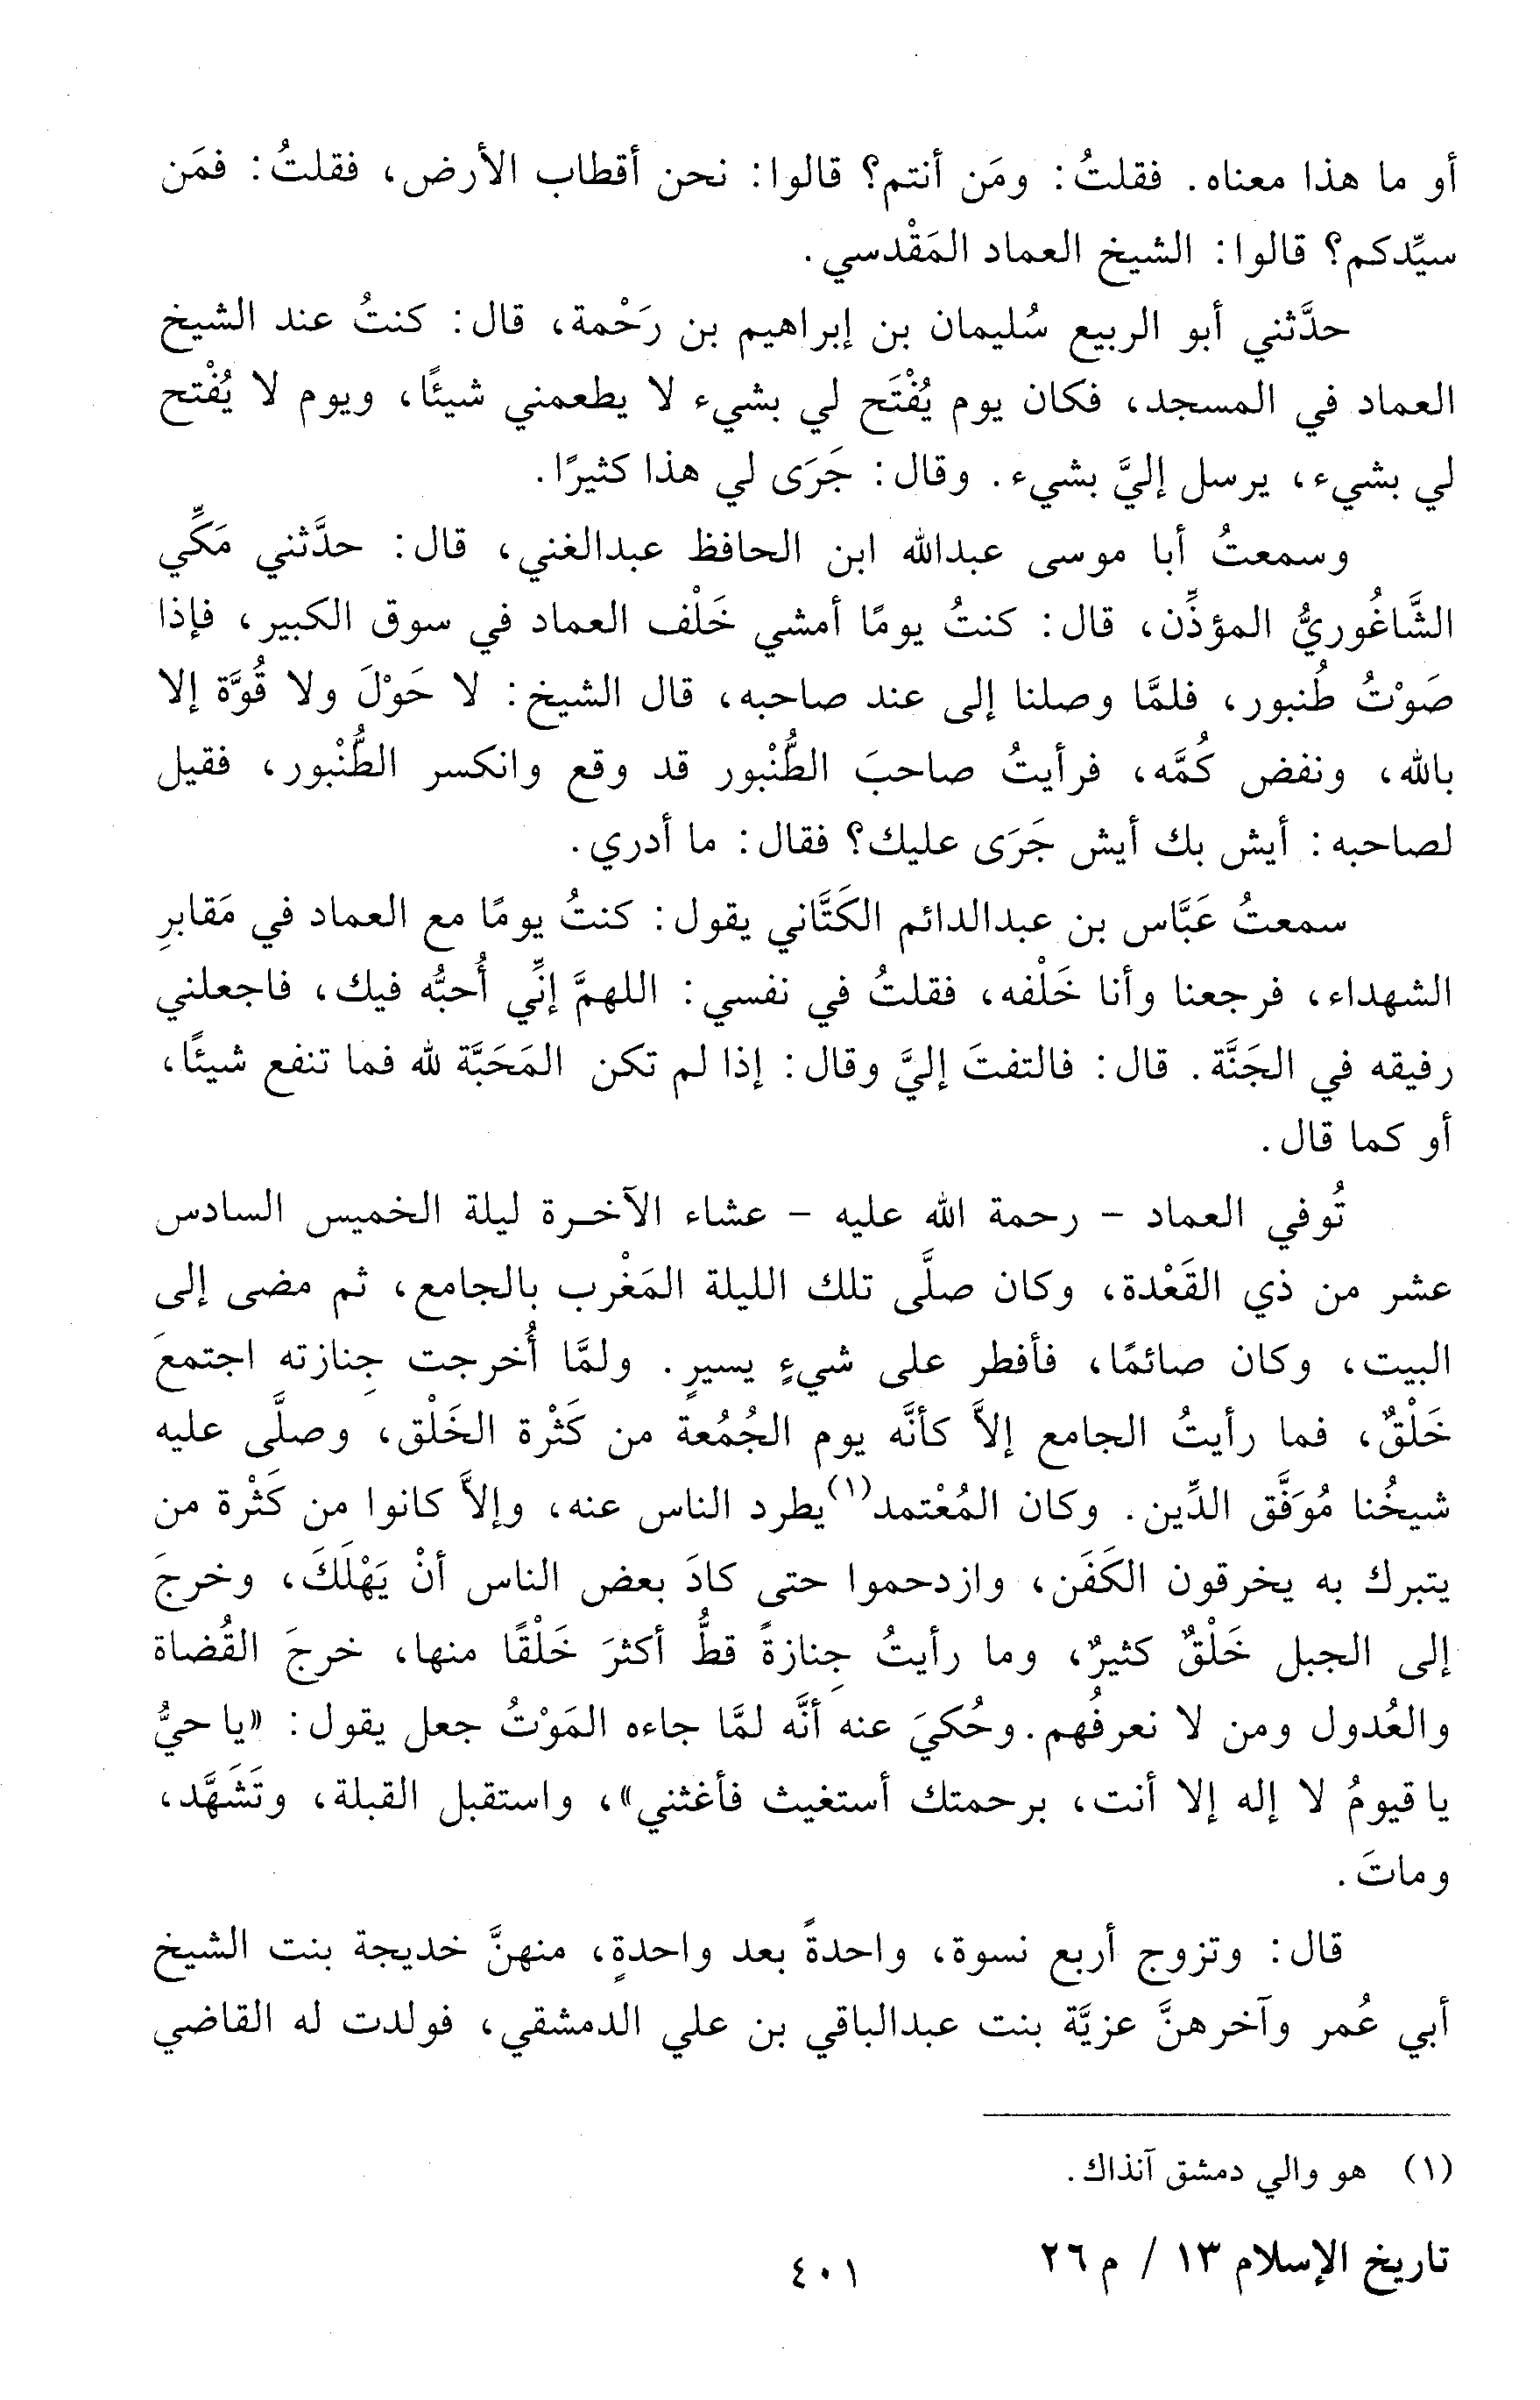 أو ما هذا معناه. فقلتُ: ومَن أنتم؟ قالوا: نحن أقطاب الأرض، فقلتُ: فمَن
سيِّدكم؟ قالوا: الشيخ العماد المَقْدسي.
حدَّثني أبو الربيع سُليمان بن إبراهيم بن رَحْمة، قال: كنتُ عند الشيخ
العماد في المسجد، فكان يوم يُفْتَح لي بشيء لا يطعمني شيئًا، ويوم لا يُفْتح
لي بشيء، يرسل إليَّ بشيء. وقال: جَرَى لي هذا كثيرًا.
وسمعتُ أبا موسى عبدالله ابن الحافظ عبدالغني، قال: حدَّثني مَكِّي
الشَّاغُوريُّ المؤذِّن، قال: كنتُ يومًا أمشي خَلْف العماد في سوق الكبير، فإذا
صَوْتُ طُنبور، فلمَّا وصلنا إلى عند صاحبه، قال الشيخ: لا حَوْلَ ولا قُوَّة إلا
بالله، ونفض كُمَّه، فرأيتُ صاحبَ الطُّنْبور قد وقع وانكسر الطُّنْبور، فقيل
لصاحبه: أيش بك أيش جَرَى عليك؟ فقال: ما أدري.
سمعتُ عَبَّاس بن عبدالدائم الكَتَّاني يقول: كنتُ يومًا مع العماد في مَقابرِ
الشهداء، فرجعنا وأنا خَلْفه، فقلتُ في نفسي: اللهمَّ إنِّي أُحبُّه فيك، فاجعلني
رفيقه في الجَنَّة. قال: فالتفتَ إليَّ وقال: إذا لم تكن المَحَبَّة لله فما تنفع شيئًا،
أو كما قال.
تُوفي العماد - رحمة الله عليه - عشاء الآخرة ليلة الخميس السادس
عشر من ذي القَعْدة، وكان صلَّى تلك الليلة المَغْرب بالجامع، ثم مضى إلى
البيت، وكان صائمًا، فأفطر على شيءٍ يسيرٍ. ولمَّا أُخرجت جِنازته اجتمعَ
خَلْقٌ، فما رأيتُ الجامع إلاَّ كأنَّه يوم الجُمُعة من كَثْرة الخَلْق، وصلَّى عليه
شيخُنا مُوَفَّق الدِّين. وكان المُعْتمد(١) يطرد الناس عنه، وإلاَّ كانوا من كَثْرة من
يتبرك به يخرقون الكَفَن، وازدحموا حتى كادَ بعض الناس أنْ يَهْلَكَ، وخرجَ
إلى الجبل خَلْقٌ كثيرٌ، وما رأيتُ جِنازةً قطُّ أكثرَ خَلْقًا منها، خرجَ القُضاة
والعُدول ومن لا نعرفُهم. وحُكيَ عنه أنَّه لمَّا جاءه المَوْتُ جعل يقول: «يا حيُّ
يا قيومُ لا إله إلا أنت، برحمتك أستغيث فأغثني»، واستقبل القبلة، وتَشَهَّد،
وماتَ.
قال: وتزوج أربع نسوة، واحدةً بعد واحدةٍ، منهنَّ خديجة بنت الشيخ
أبي عُمر وآخرهنَّ عزيَّة بنت عبدالباقي بن علي الدمشقي، فولدت له القاضي
(١) هو والي دمشق آنذاك.
تاريخ الإسلام ١٣ / م ٢٦
٤٠١